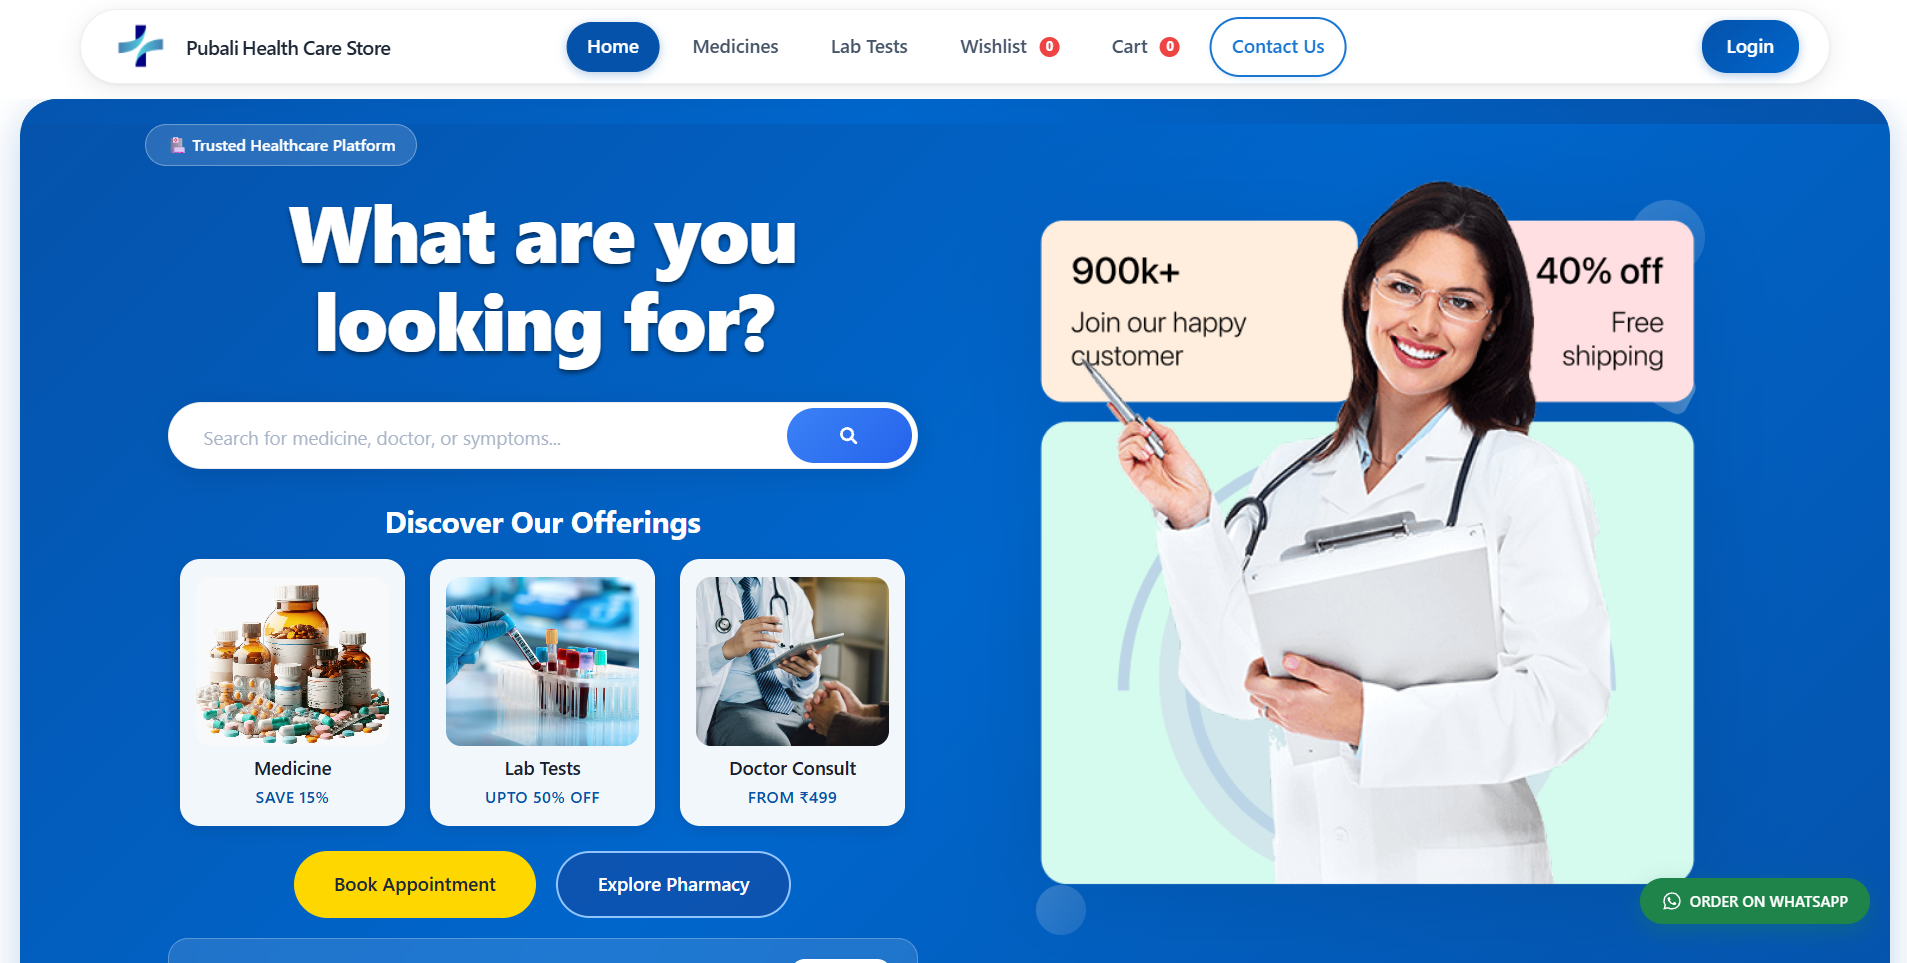 Pubali Health Care Store
Home
Medicines
Lab Tests
Wishlist 0
Cart 0
Contact Us
Login
Trusted Healthcare Platform
What are you
looking for?
Search for medicine, doctor, or symptoms...
Discover Our Offerings
Medicine
SAVE 15%
Lab Tests
UPTO 50% OFF
Doctor Consult
FROM ₹499
Book Appointment
Explore Pharmacy
900k+
Join our happy
customer
40% off
Free
shipping
ORDER ON WHATSAPP